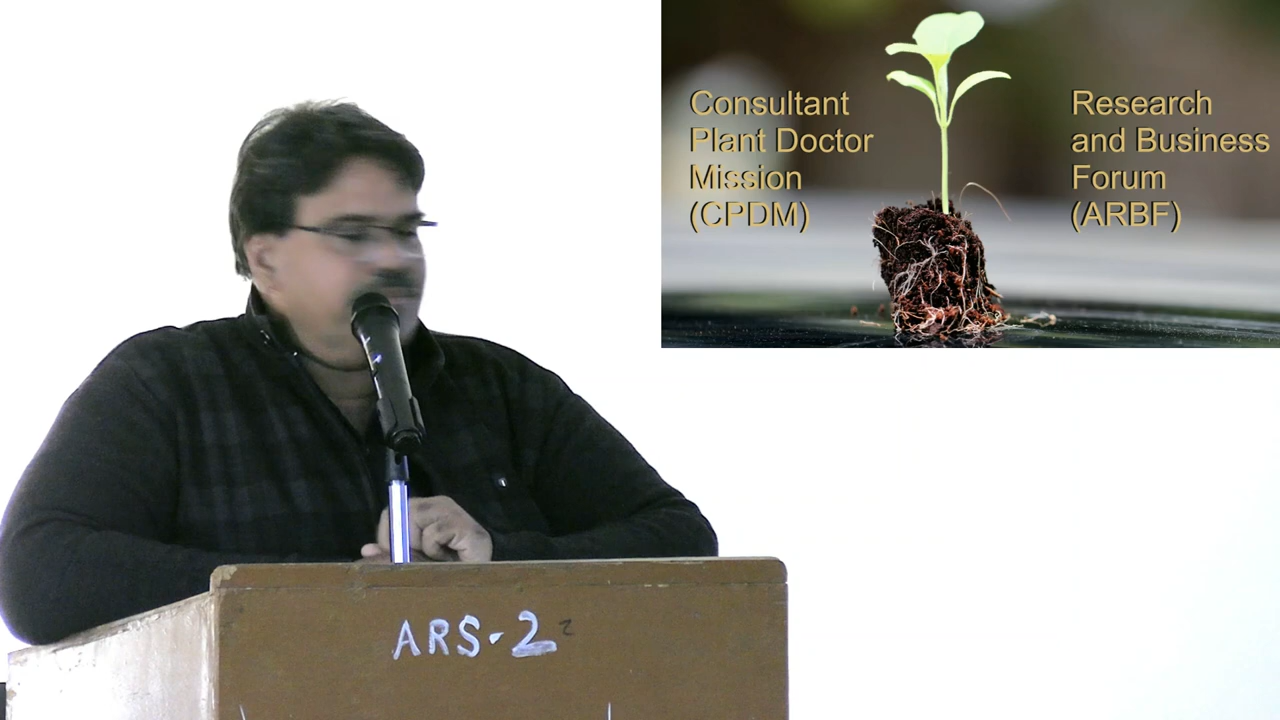 Consultant
Plant Doctor
Mission
(CPDM)
Research
and Business
Forum
(ARBF)
ARS-2